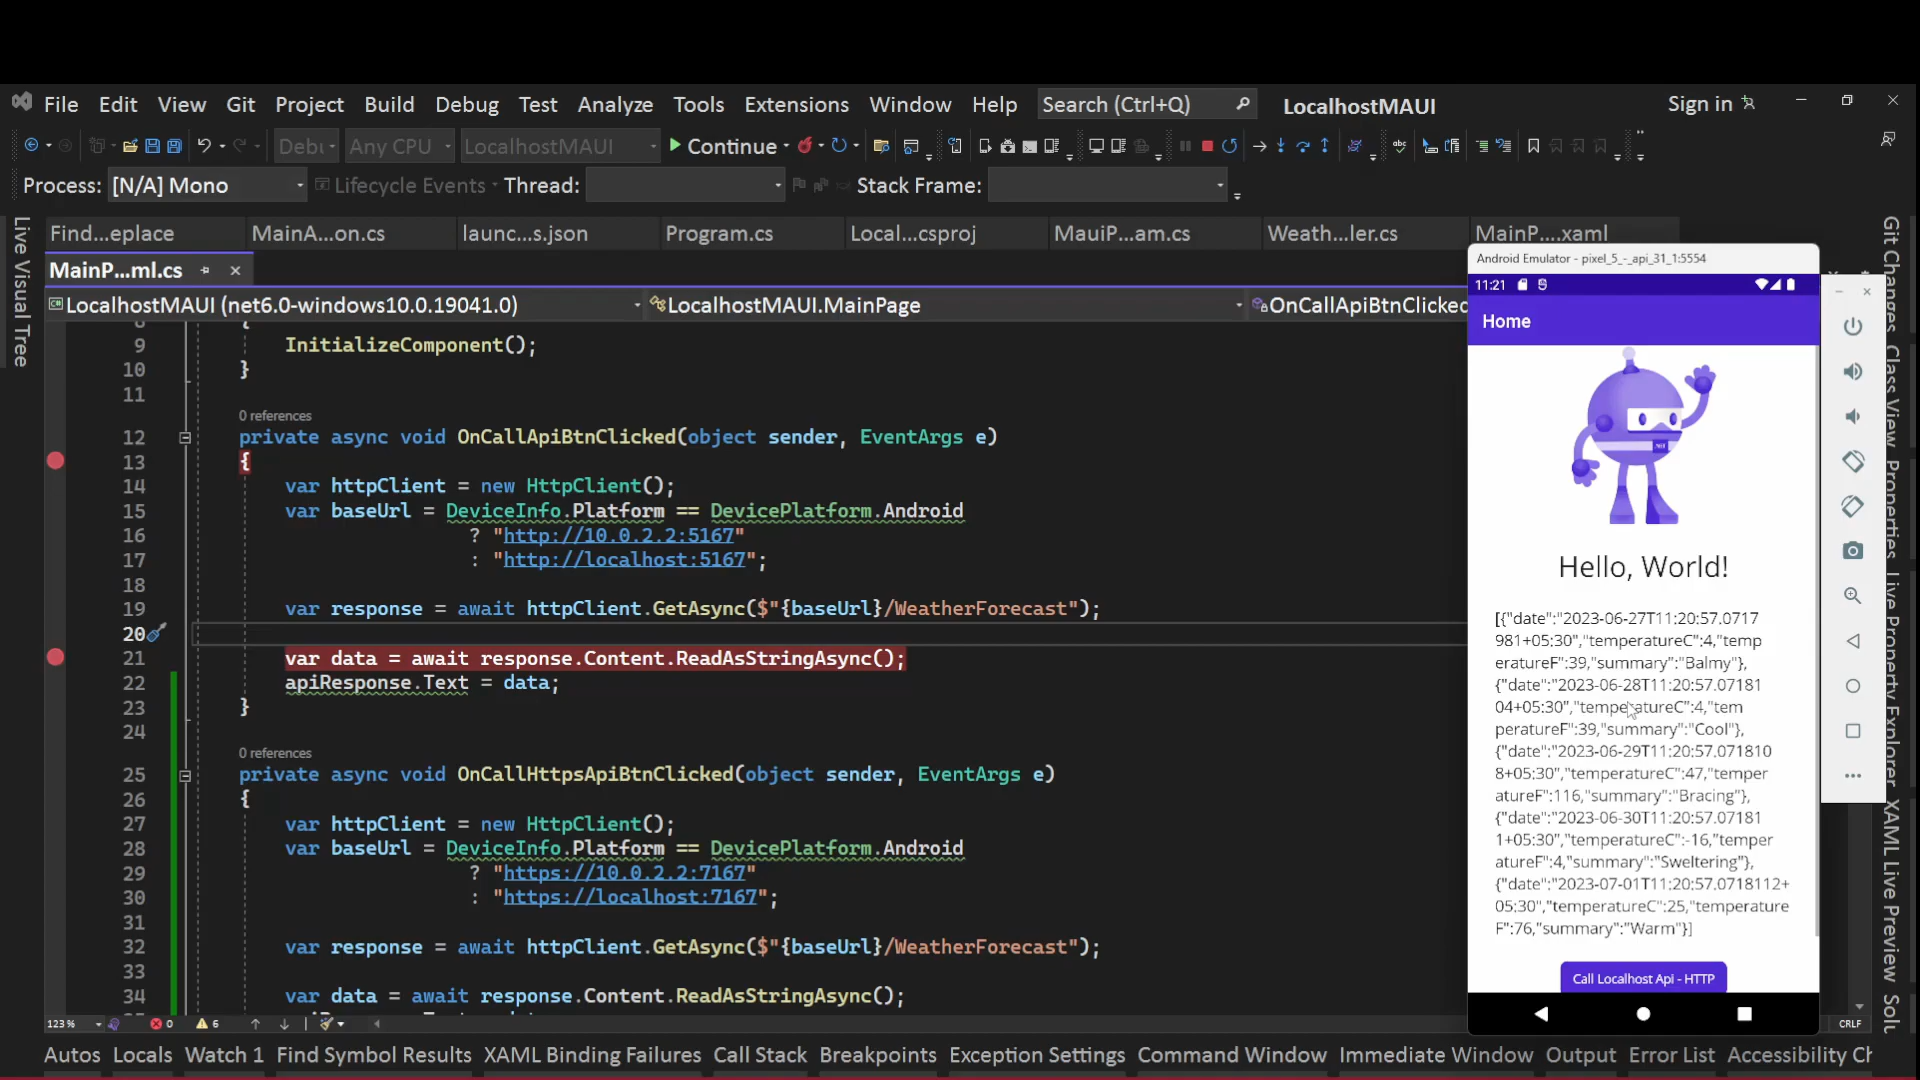 File Edit View Git Project Build Debug Test Analyze Tools Extensions Window Help Search (Ctrl+Q) LocalhostMAUI Sign in
Any CPU LocalhostMAUI Continue
Process: [N/A] Mono Lifecycle Events Thread: Stack Frame:
Find...eplace MainA...on.cs launc...s.json Program.cs Local...csproj MauiP...am.cs Weath...ler.cs MainP....xaml
MainP...ml.cs
LocalhostMAUI (net6.0-windows10.0.19041.0) LocalhostMAUI.MainPage OnCallApiBtnClicked
Live Visual Tree
9 InitializeComponent();
10 }
11
0 references
12 private async void OnCallApiBtnClicked(object sender, EventArgs e)
13 {
14 var httpClient = new HttpClient();
15 var baseUrl = DeviceInfo.Platform == DevicePlatform.Android
16 ? "http://10.0.2.2:5167"
17 : "http://localhost:5167";
18
19 var response = await httpClient.GetAsync($"{baseUrl}/WeatherForecast");
20
21 var data = await response.Content.ReadAsStringAsync();
22 apiResponse.Text = data;
23 }
24
0 references
25 private async void OnCallHttpsApiBtnClicked(object sender, EventArgs e)
26 {
27 var httpClient = new HttpClient();
28 var baseUrl = DeviceInfo.Platform == DevicePlatform.Android
29 ? "https://10.0.2.2:7167"
30 : "https://localhost:7167";
31
32 var response = await httpClient.GetAsync($"{baseUrl}/WeatherForecast");
33
34 var data = await response.Content.ReadAsStringAsync();
Android Emulator - pixel_5_-_api_31_1:5554
11:21
Home
Hello, World!
[{"date":"2023-06-27T11:20:57.0717
981+05:30","temperatureC":4,"temp
eratureF":39,"summary":"Balmy"},
{"date":"2023-06-28T11:20:57.07181
04+05:30","temperatureC":4,"tem
peratureF":39,"summary":"Cool"},
{"date":"2023-06-29T11:20:57.071810
8+05:30","temperatureC":47,"temper
atureF":116,"summary":"Bracing"},
{"date":"2023-06-30T11:20:57.07181
1+05:30","temperatureC":-16,"temper
atureF":4,"summary":"Sweltering"},
{"date":"2023-07-01T11:20:57.0718112+
05:30","temperatureC":25,"temperature
F":76,"summary":"Warm"}]
Call Localhost Api - HTTP
Git Changes Class View Properties Live Property Explorer XAML Live Preview
123 % 0 6 CRLF
Autos Locals Watch 1 Find Symbol Results XAML Binding Failures Call Stack Breakpoints Exception Settings Command Window Immediate Window Output Error List Accessibility